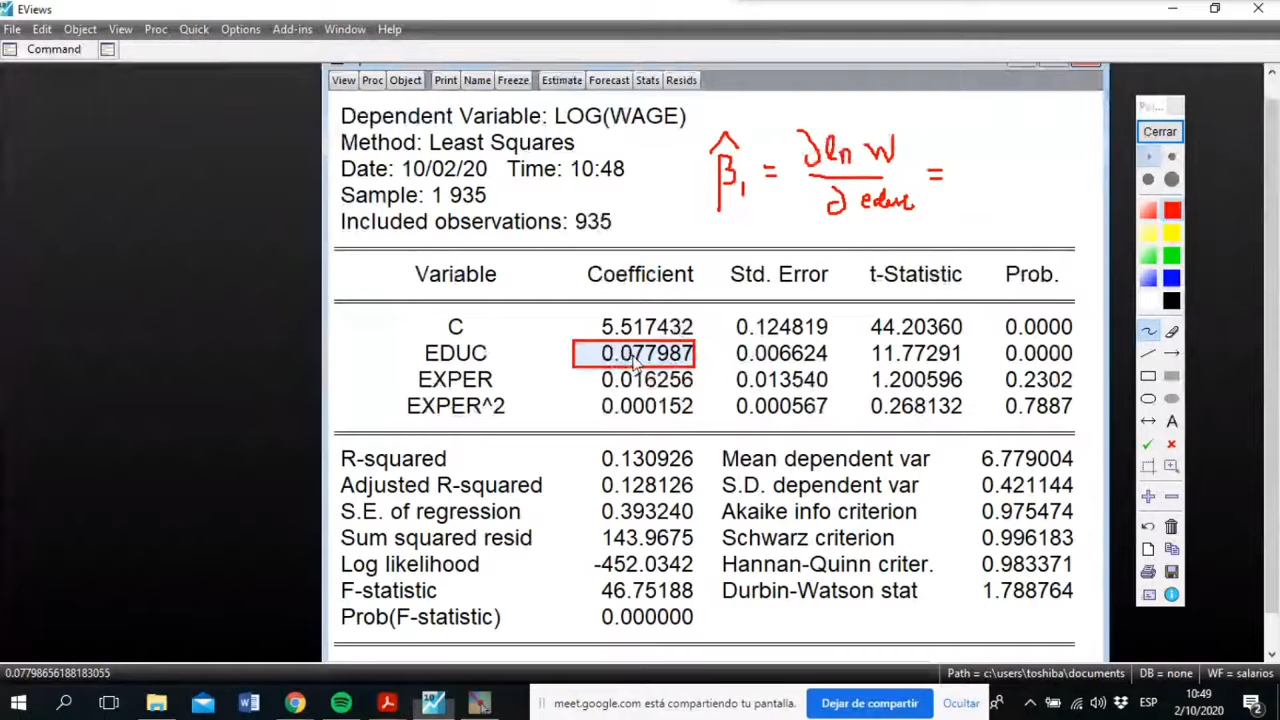 EViews
File Edit Object View Proc Quick Options Add-ins Window Help
Command
View Proc Object Print Name Freeze Estimate Forecast Stats Resids
Dependent Variable: LOG(WAGE)
Method: Least Squares
Date: 10/02/20 Time: 10:48
Sample: 1 935
Included observations: 935
β̂₁ = ∂ ln W / ∂ educ =
Cerrar
Variable Coefficient Std. Error t-Statistic Prob.
C 5.517432 0.124819 44.20360 0.0000
EDUC 0.077987 0.006624 11.77291 0.0000
EXPER 0.016256 0.013540 1.200596 0.2302
EXPER^2 0.000152 0.000567 0.268132 0.7887
R-squared 0.130926 Mean dependent var 6.779004
Adjusted R-squared 0.128126 S.D. dependent var 0.421144
S.E. of regression 0.393240 Akaike info criterion 0.975474
Sum squared resid 143.9675 Schwarz criterion 0.996183
Log likelihood -452.0342 Hannan-Quinn criter. 0.983371
F-statistic 46.75188 Durbin-Watson stat 1.788764
Prob(F-statistic) 0.000000
0.07798656188183055 Path = c:\users\toshiba\documents DB = none WF = salarios
meet.google.com está compartiendo tu pantalla. Dejar de compartir Ocultar
ESP
10:49
2/10/2020
2